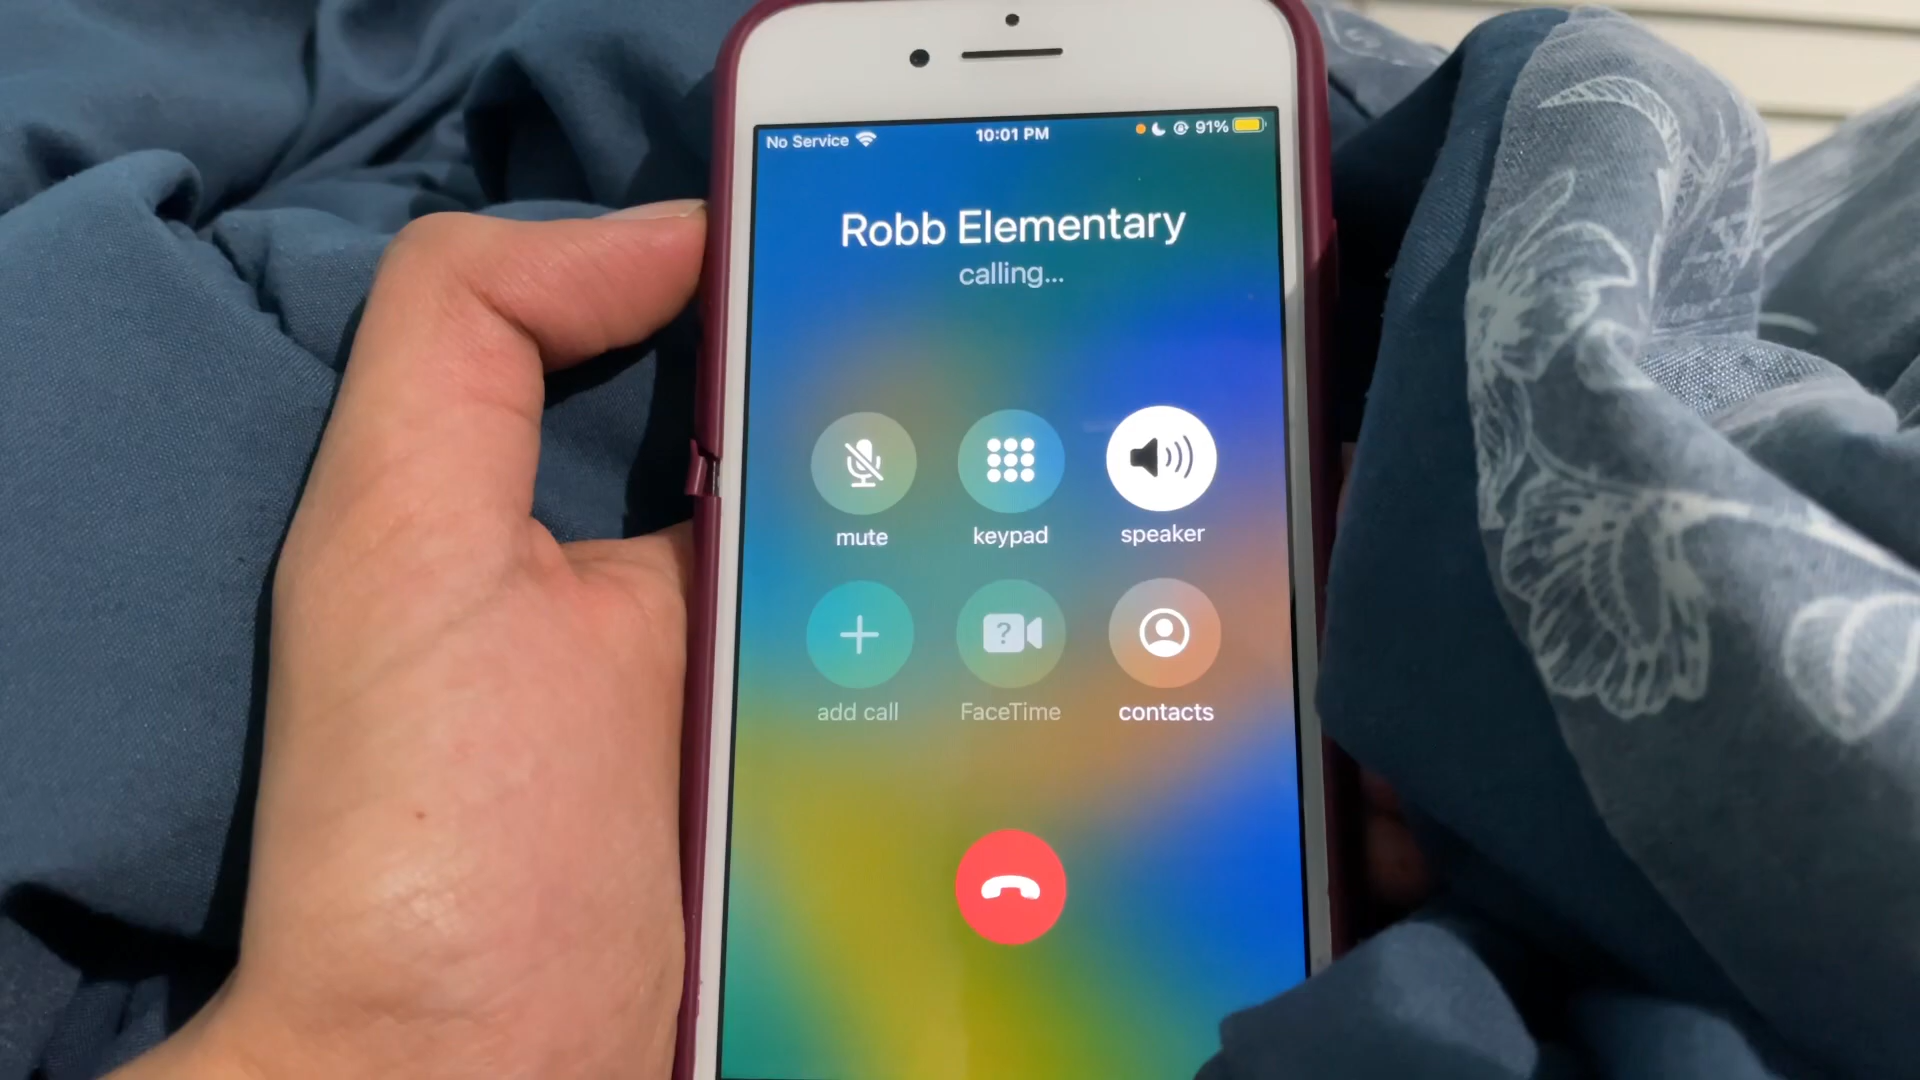 No Service 10:01 PM 91%
Robb Elementary
calling...
mute keypad speaker
add call FaceTime contacts